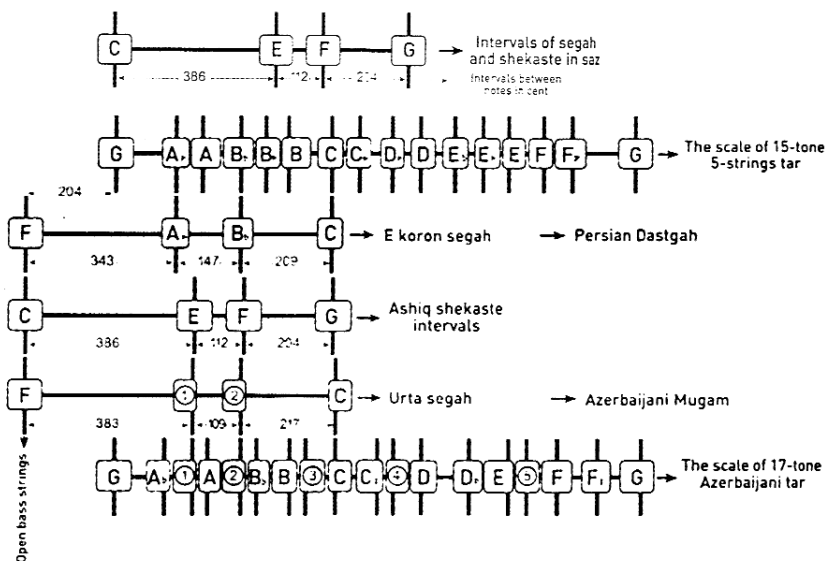 C E F G → Intervals of segah
and shekaste in saz
386 112 204 Intervals between
notes in cent
G A A B B B C C D D E E E F F G → The scale of 15-tone
5-strings tar
204
F A B C → E koron segah → Persian Dastgah
343 147 209
C E F G → Ashiq shekaste
intervals
386 112 204
F 1 2 C → Urta segah → Azerbaijani Mugam
383 109 217
G A♭ 1 A 2 B♭ B 3 C C 4 D D E 5 F F G → The scale of 17-tone
Azerbaijani tar
Open bass strings